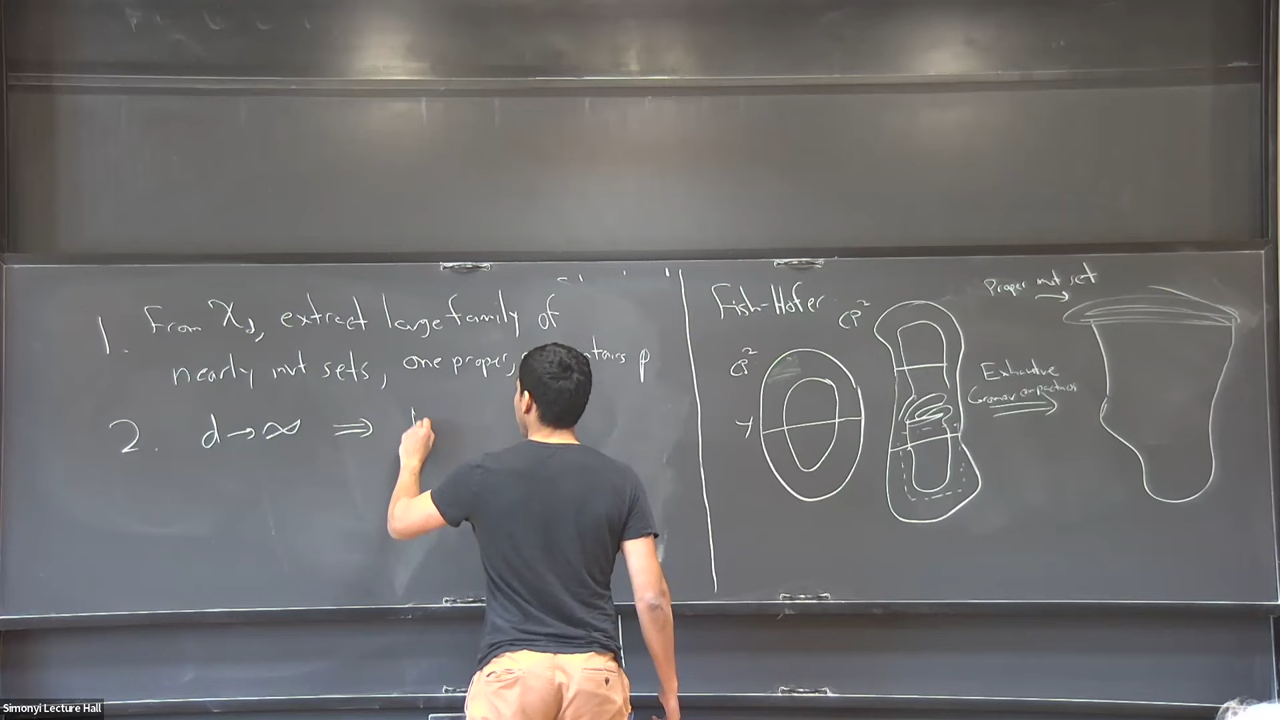 1. From X_d, extract large family of
nearly inv't sets, one proper, p
2. d → ∞ ⇒
Fish-Hofer
CP²
CP²
Y
Exhaustive
Gromov compactness
⇒
Proper inv't set
→
Simonyi Lecture Hall